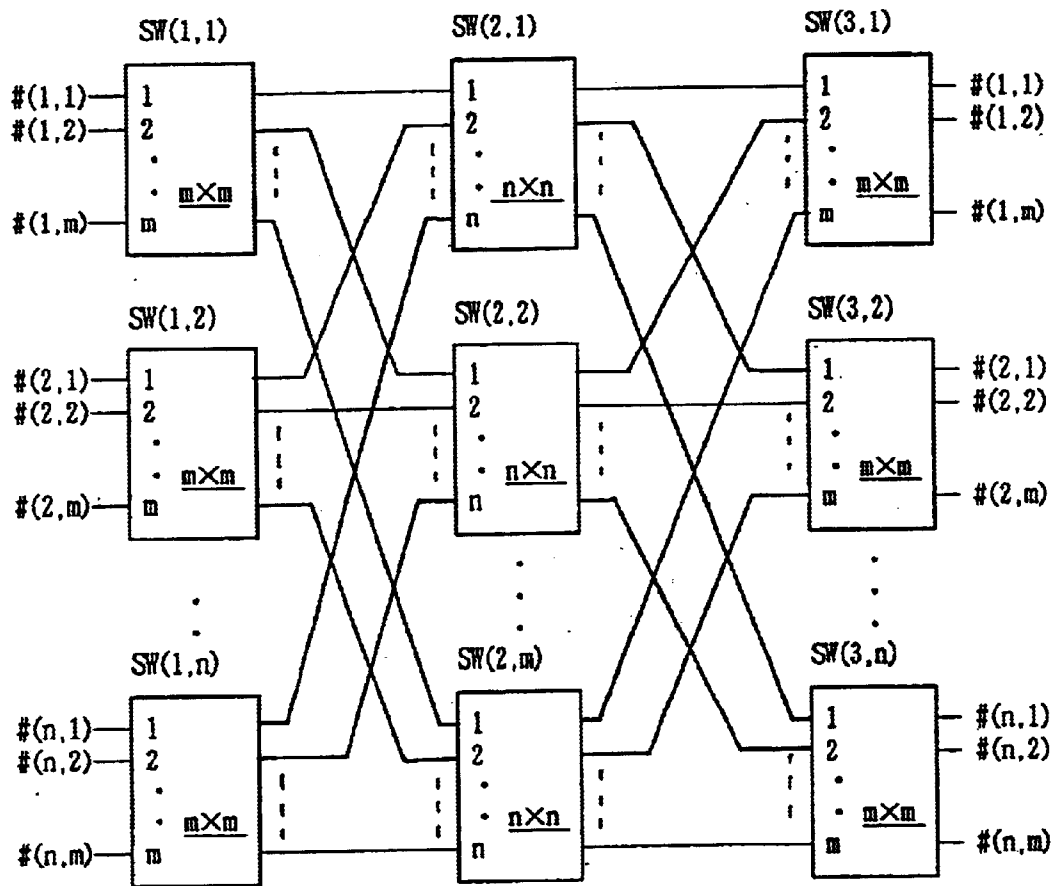 SW(1,1) SW(2,1) SW(3,1)
#(1,1) 1 1 1 #(1,1)
#(1,2) 2 2 2 #(1,2)
m×m n×n m×m
#(1,m) m n m #(1,m)
SW(1,2) SW(2,2) SW(3,2)
#(2,1) 1 1 1 #(2,1)
#(2,2) 2 2 2 #(2,2)
m×m n×n m×m
#(2,m) m n m #(2,m)
SW(1,n) SW(2,m) SW(3,n)
#(n,1) 1 1 1 #(n,1)
#(n,2) 2 2 2 #(n,2)
m×m n×n m×m
#(n,m) m n m #(n,m)